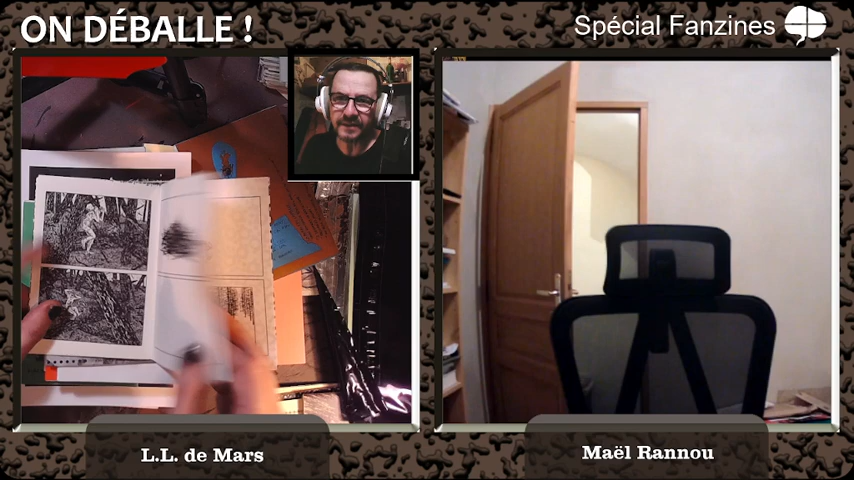 ON DÉBALLE !
Spécial Fanzines
L.L. de Mars
Maël Rannou